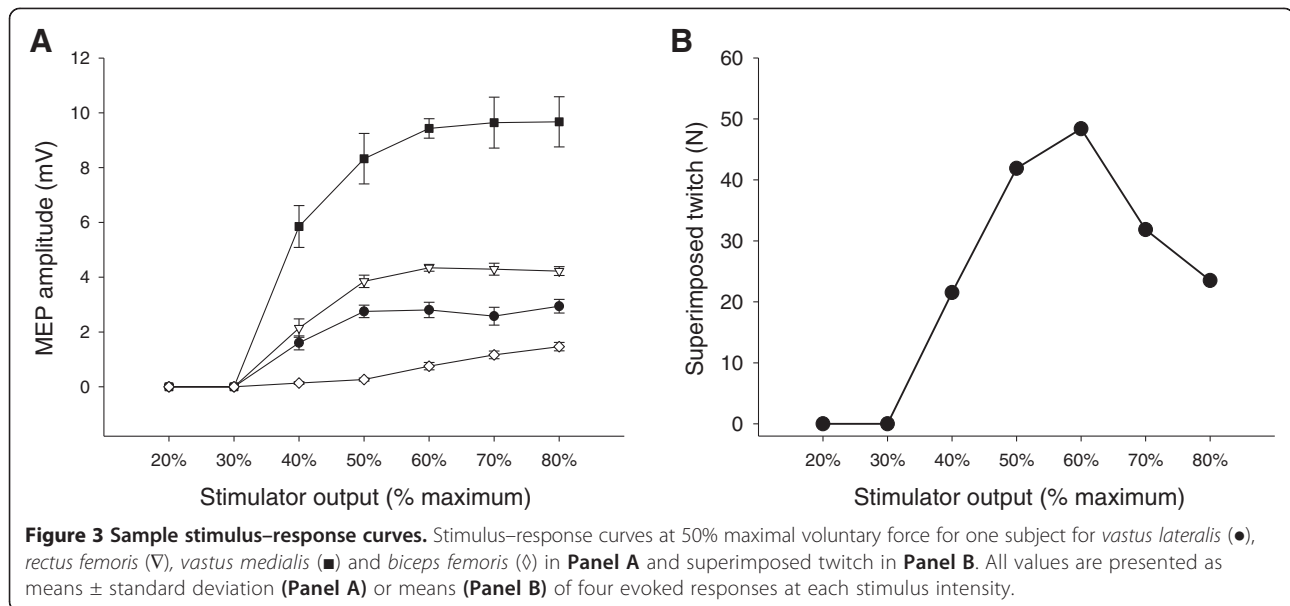 A
12
10
8
6
4
2
0
MEP amplitude (mV)
20% 30% 40% 50% 60% 70% 80%
Stimulator output (% maximum)
B
60
50
40
30
20
10
0
Superimposed twitch (N)
20% 30% 40% 50% 60% 70% 80%
Stimulator output (% maximum)
Figure 3 Sample stimulus–response curves. Stimulus–response curves at 50% maximal voluntary force for one subject for vastus lateralis (●),
rectus femoris (∇), vastus medialis (■) and biceps femoris (◊) in Panel A and superimposed twitch in Panel B. All values are presented as
means ± standard deviation (Panel A) or means (Panel B) of four evoked responses at each stimulus intensity.